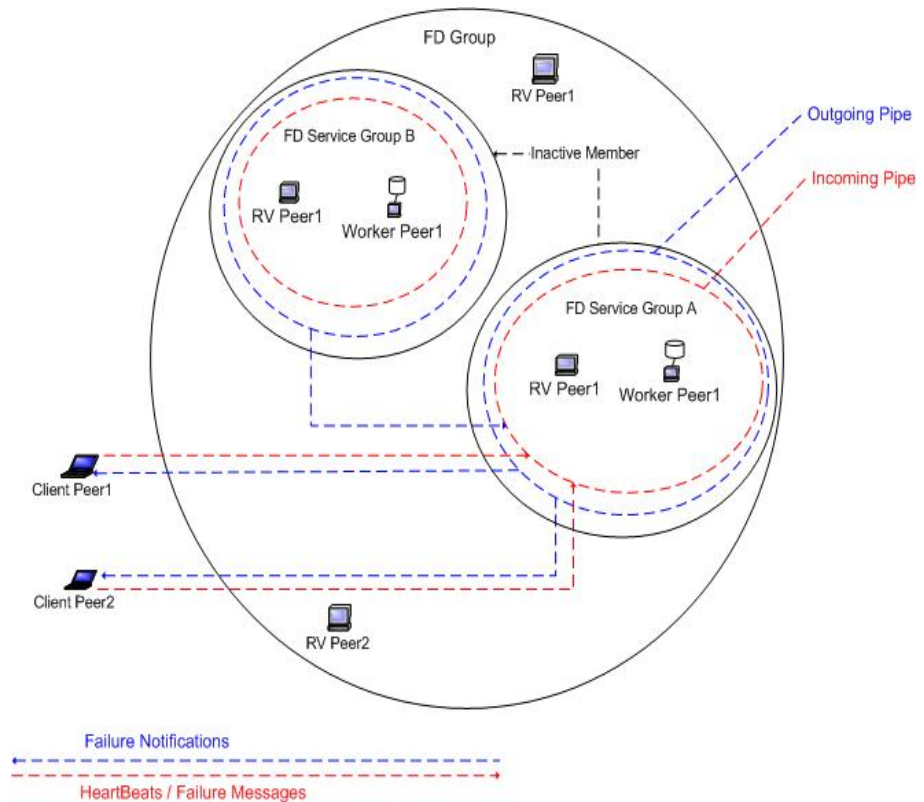 FD Group
RV Peer1
FD Service Group B
RV Peer1
Worker Peer1
Inactive Member
Outgoing Pipe
Incoming Pipe
FD Service Group A
RV Peer1
Worker Peer1
Client Peer1
Client Peer2
RV Peer2
Failure Notifications
HeartBeats / Failure Messages